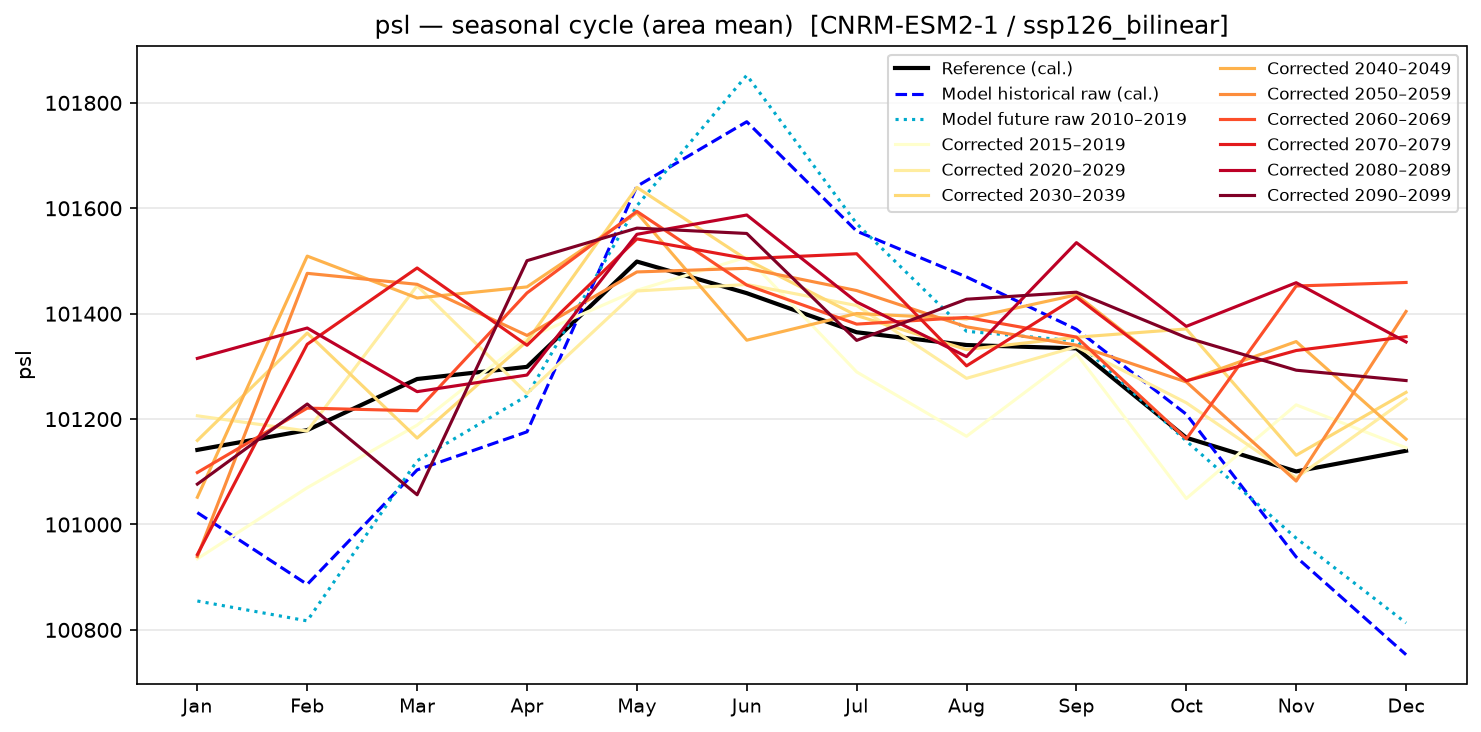 psl — seasonal cycle (area mean)  [CNRM-ESM2-1 / ssp126_bilinear]
Reference (cal.)
Model historical raw (cal.)
Model future raw 2010–2019
Corrected 2015–2019
Corrected 2020–2029
Corrected 2030–2039
Corrected 2040–2049
Corrected 2050–2059
Corrected 2060–2069
Corrected 2070–2079
Corrected 2080–2089
Corrected 2090–2099
psl
101800
101600
101400
101200
101000
100800
Jan Feb Mar Apr May Jun Jul Aug Sep Oct Nov Dec